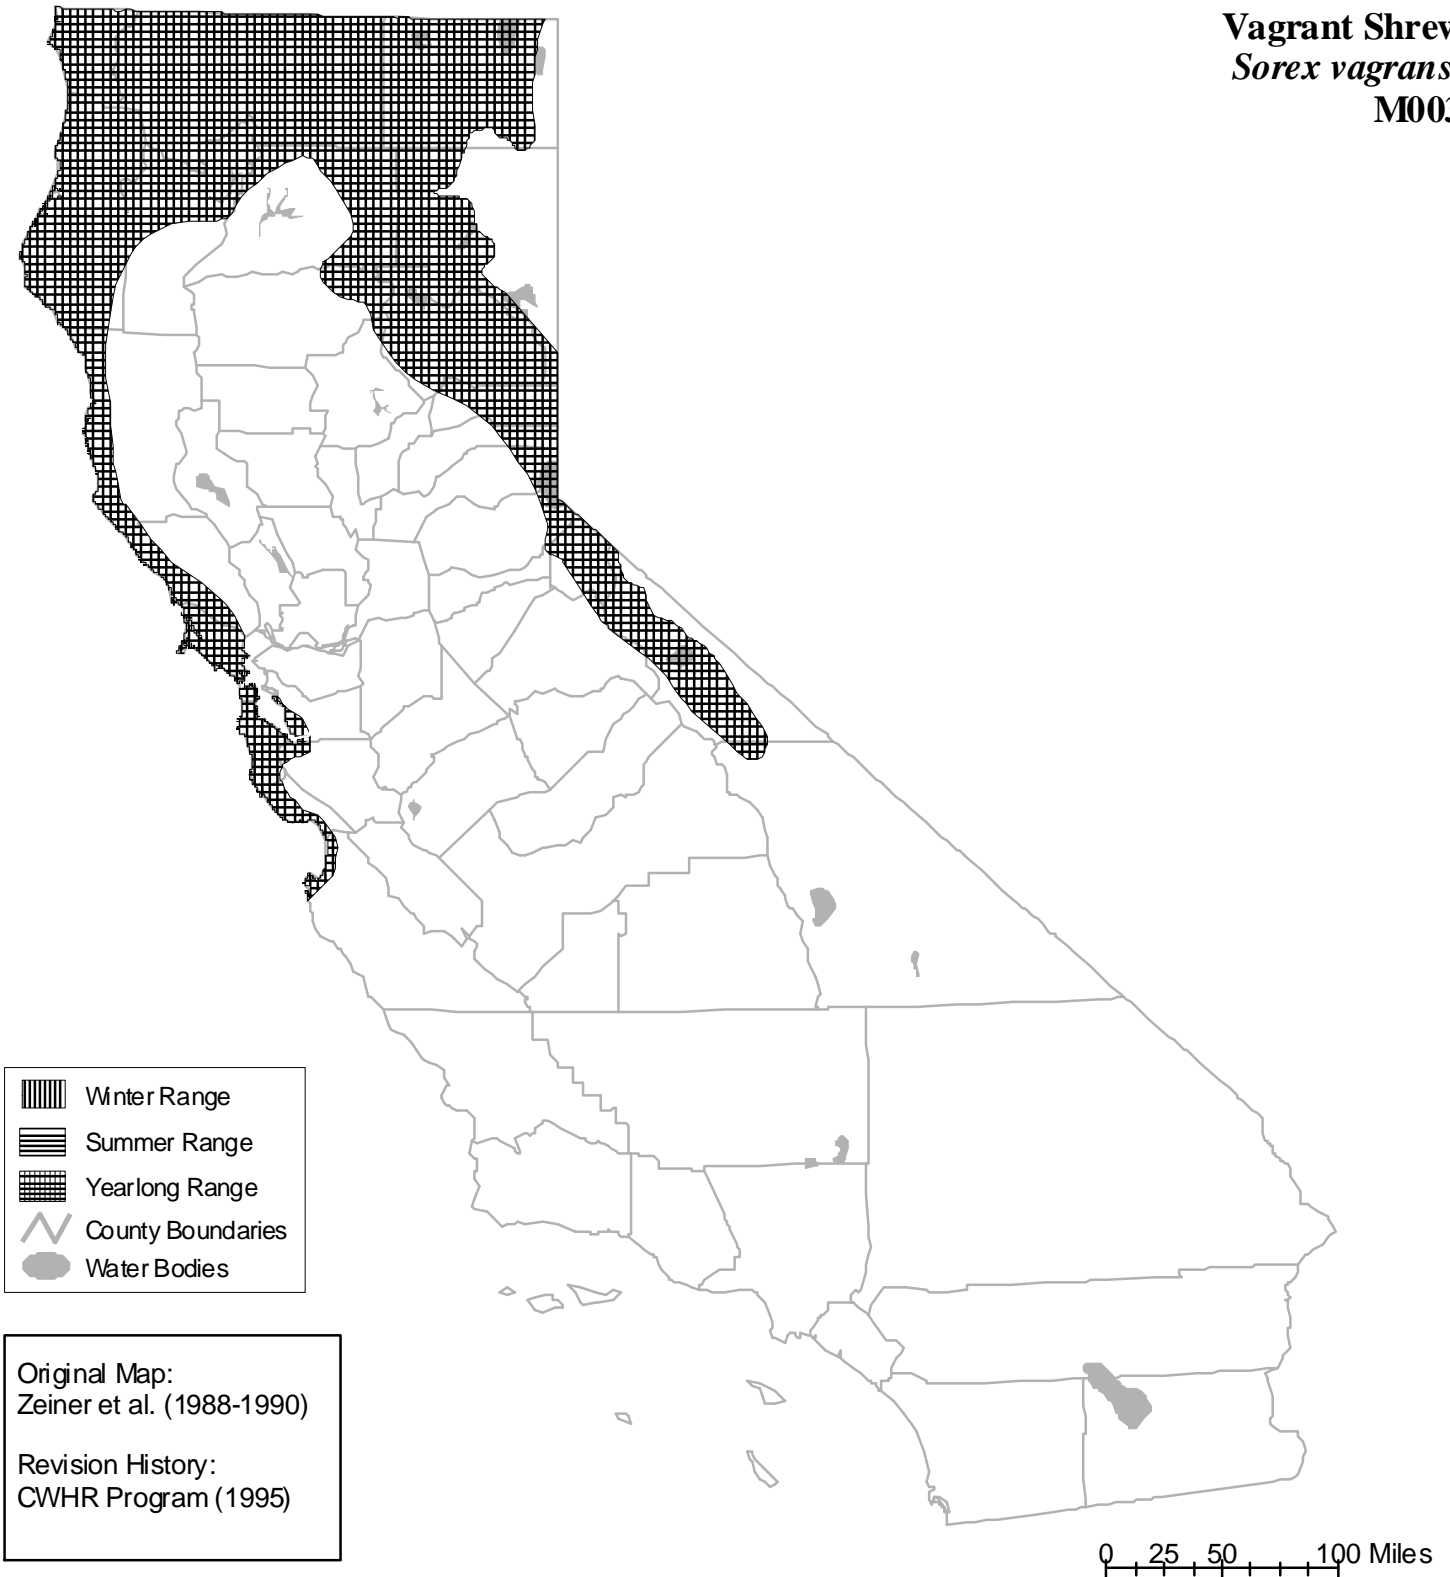 Vagrant Shrew
Sorex vagrans
M003
Winter Range
Summer Range
Yearlong Range
County Boundaries
Water Bodies
Original Map:
Zeiner et al. (1988-1990)
Revision History:
CWHR Program (1995)
0 25 50 100 Miles